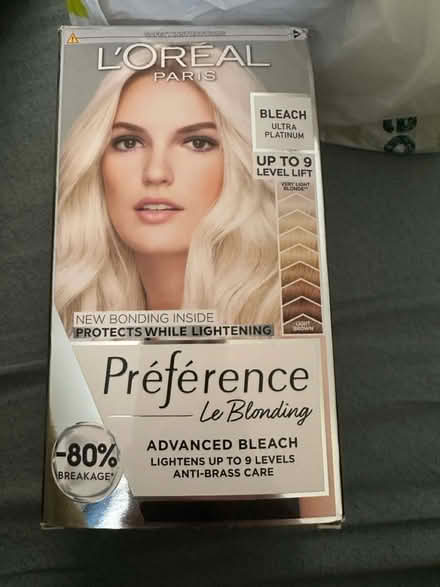 L'ORÉAL
PARIS
BLEACH
ULTRA
PLATINUM
UP TO 9
LEVEL LIFT
VERY LIGHT
BLONDE**
LIGHT
BROWN
NEW BONDING INSIDE
PROTECTS WHILE LIGHTENING
Préférence
Le Blonding
-80%
BREAKAGE*
ADVANCED BLEACH
LIGHTENS UP TO 9 LEVELS
ANTI-BRASS CARE